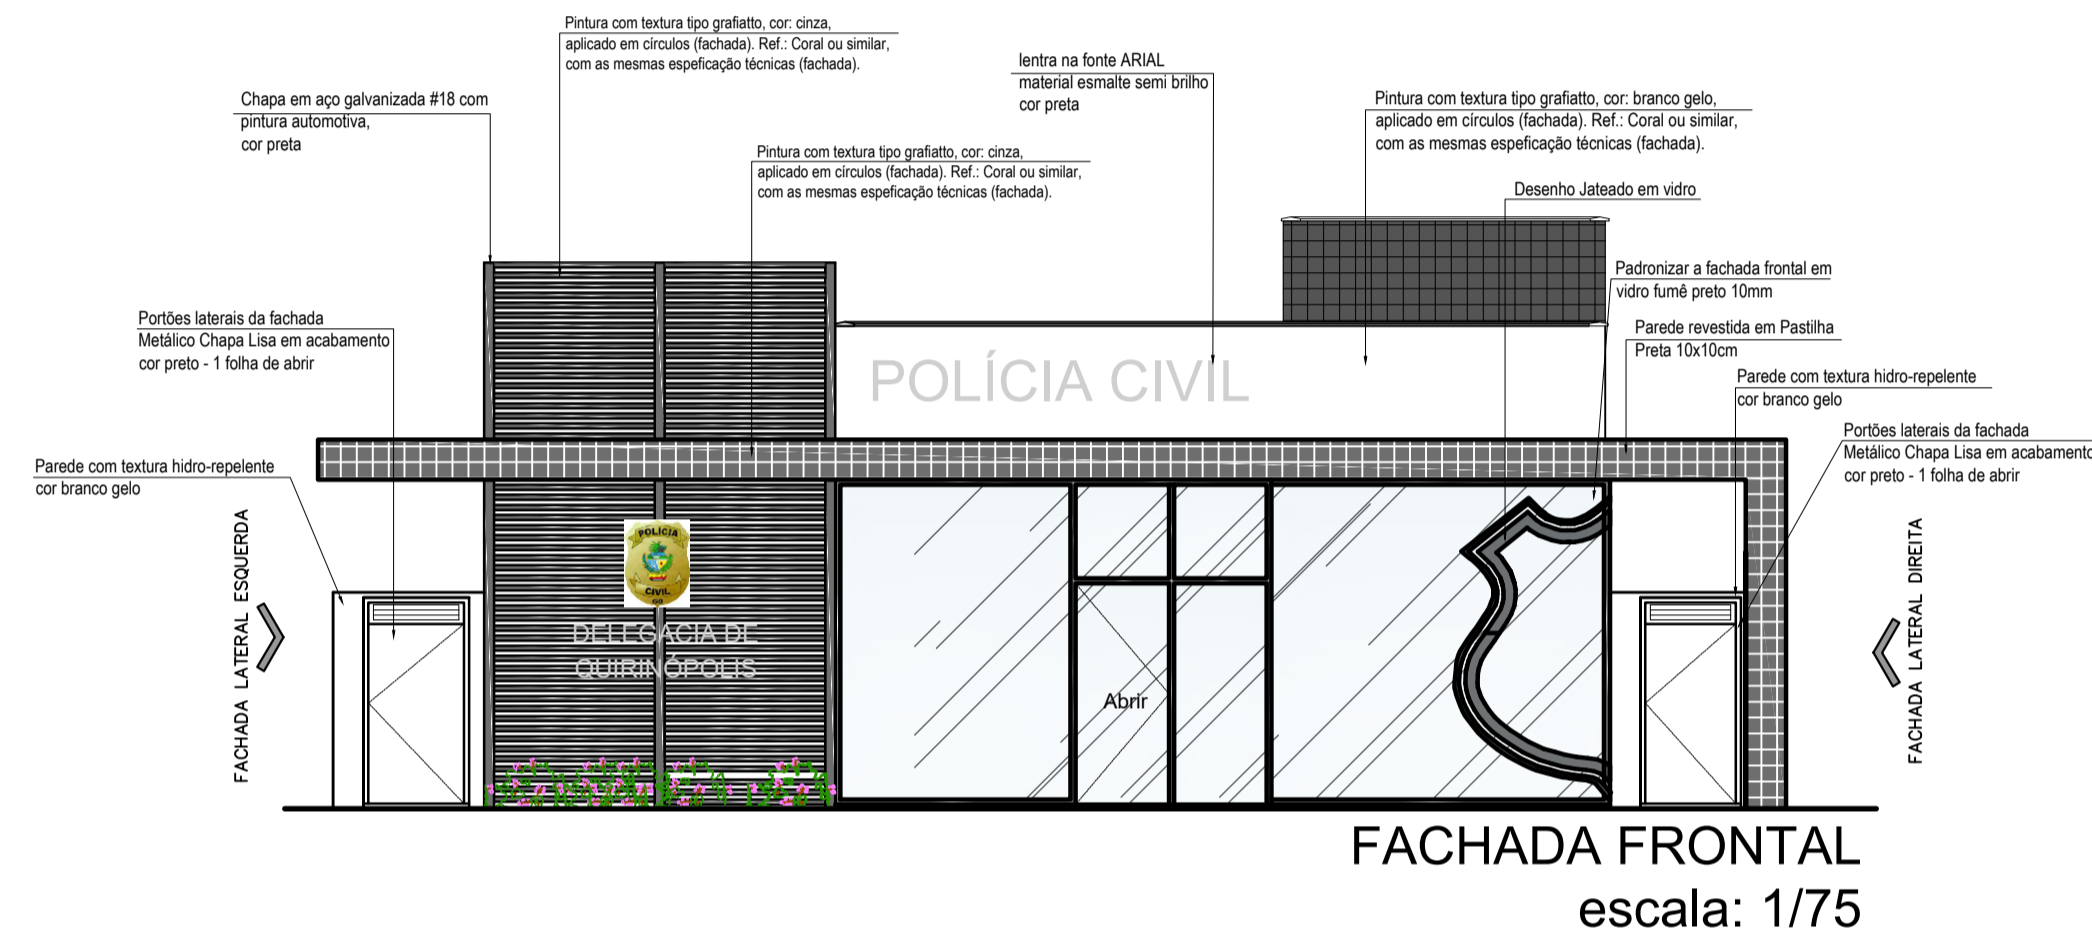 Pintura com textura tipo grafiatto, cor: cinza,
aplicado em círculos (fachada). Ref.: Coral ou similar,
com as mesmas espeficação técnicas (fachada).
lentra na fonte ARIAL
material esmalte semi brilho
cor preta
Chapa em aço galvanizada #18 com
pintura automotiva,
cor preta
Pintura com textura tipo grafiatto, cor: branco gelo,
aplicado em círculos (fachada). Ref.: Coral ou similar,
com as mesmas espeficação técnicas (fachada).
Pintura com textura tipo grafiatto, cor: cinza,
aplicado em círculos (fachada). Ref.: Coral ou similar,
com as mesmas espeficação técnicas (fachada).
Desenho Jateado em vidro
Padronizar a fachada frontal em
vidro fumê preto 10mm
Portões laterais da fachada
Metálico Chapa Lisa em acabamento
cor preto - 1 folha de abrir
Parede revestida em Pastilha
Preta 10x10cm
POLÍCIA CIVIL
Parede com textura hidro-repelente
cor branco gelo
Portões laterais da fachada
Metálico Chapa Lisa em acabamento
cor preto - 1 folha de abrir
Parede com textura hidro-repelente
cor branco gelo
FACHADA LATERAL ESQUERDA
POLÍCIA
CIVIL
GO
DELEGACIA DE
QUIRINÓPOLIS
Abrir
FACHADA LATERAL DIREITA
FACHADA FRONTAL
escala: 1/75